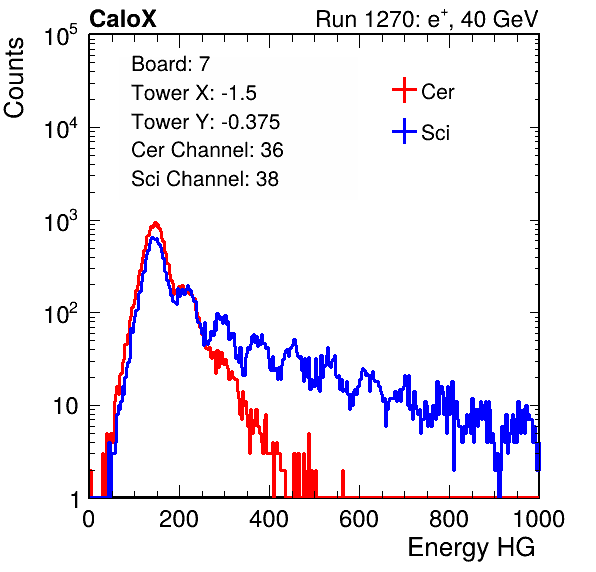 CaloX Run 1270: e⁺, 40 GeV
Counts
Board: 7
Tower X: -1.5
Tower Y: -0.375
Cer Channel: 36
Sci Channel: 38
Cer
Sci
10⁵
10⁴
10³
10²
10
1
0 200 400 600 800 1000
Energy HG